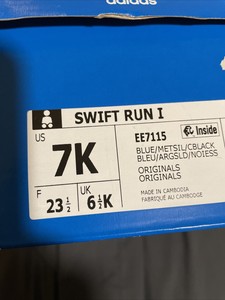 adidas
SWIFT RUN I
US
7K
EE7115
Inside
BLUE/METSIL/CBLACK
BLEU/ARGSLD/NOIESS
ORIGINALS
ORIGINALS
F
23 1/2
UK
6 1/2K
MADE IN CAMBODIA
FABRIQUÉ AU CAMBODGE